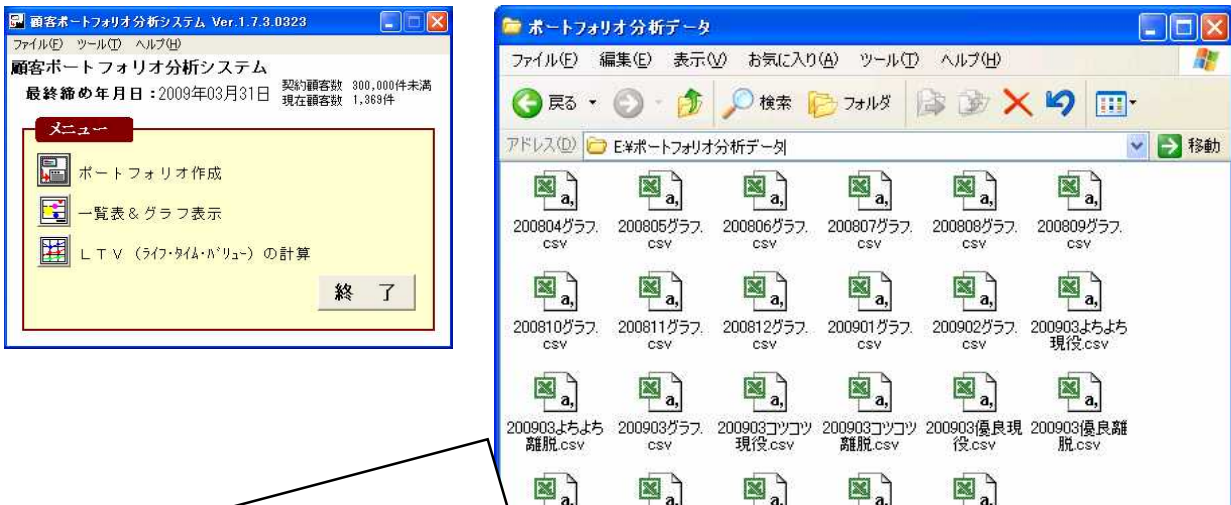 顧客ポートフォリオ分析システム Ver.1.7.3.0323
ファイル(F) ツール(T) ヘルプ(H)
顧客ポートフォリオ分析システム
最終締め年月日：2009年03月31日
契約顧客数 300,000件未満
現在顧客数 1,369件
メニュー
ポートフォリオ作成
一覧表＆グラフ表示
ＬＴＶ（ﾗｲﾌ･ﾀｲﾑ･ﾊﾞﾘｭｰ）の計算
終 了
ポートフォリオ分析データ
ファイル(F) 編集(E) 表示(V) お気に入り(A) ツール(T) ヘルプ(H)
戻る 検索 フォルダ
アドレス(D) E:¥ポートフォリオ分析データ 移動
a, a, a, a, a, a,
200804グラフ. 200805グラフ. 200806グラフ. 200807グラフ. 200808グラフ. 200809グラフ.
csv csv csv csv csv csv
a, a, a, a, a, a,
200810グラフ. 200811グラフ. 200812グラフ. 200901グラフ. 200902グラフ. 200903よちよち
csv csv csv csv csv 現役.csv
a, a, a, a, a, a,
200903よちよち 200903グラフ. 200903コツコツ 200903コツコツ 200903優良現 200903優良離
離脱.csv csv 現役.csv 離脱.csv 役.csv 脱.csv
a, a, a, a, a,